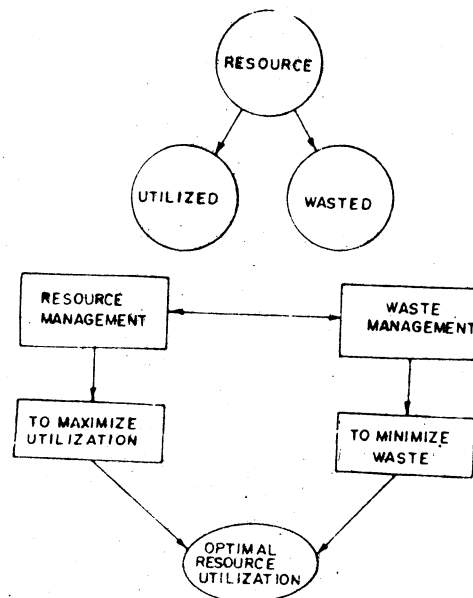 RESOURCE
UTILIZED
WASTED
RESOURCE
MANAGEMENT
WASTE
MANAGEMENT
TO MAXIMIZE
UTILIZATION
TO MINIMIZE
WASTE
OPTIMAL
RESOURCE
UTILIZATION